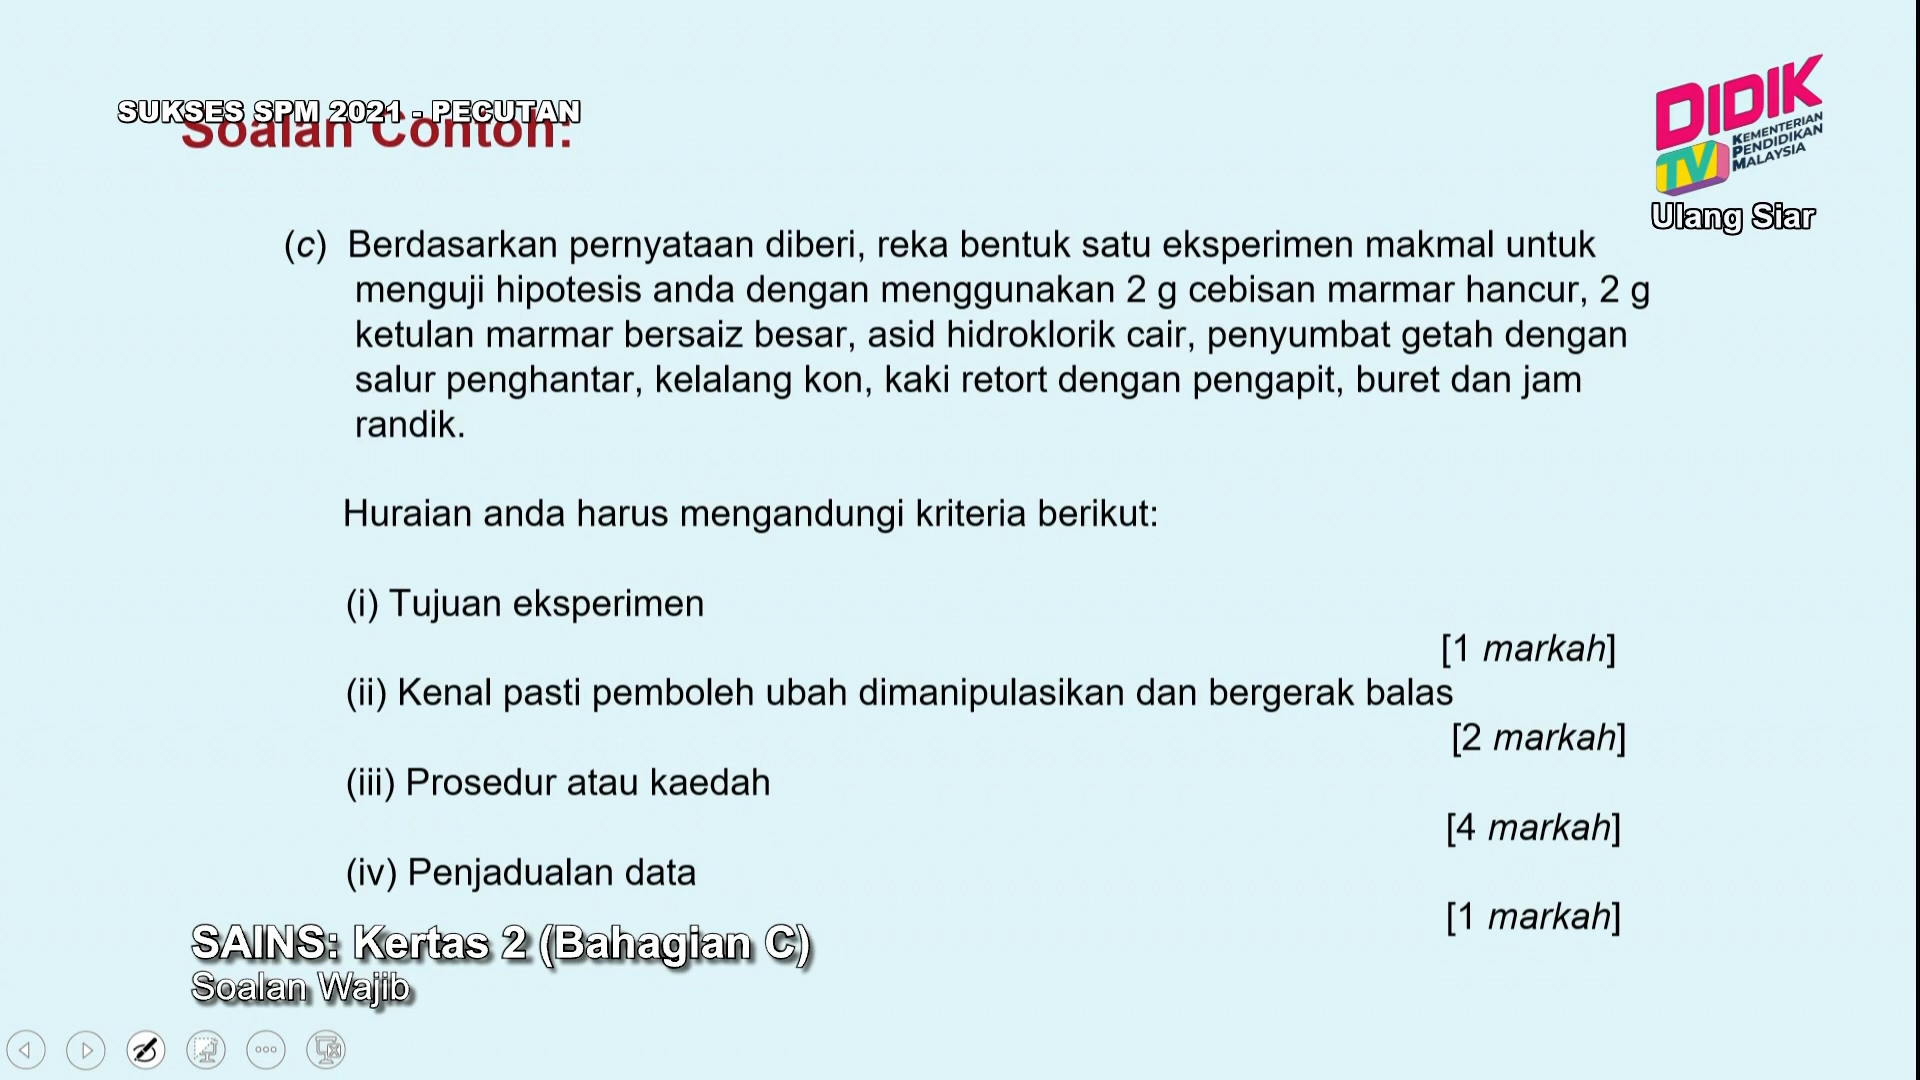 SUKSES SPM 2021 - PECUTAN
Soalan Contoh:
DIDIK
TV
KEMENTERIAN
PENDIDIKAN
MALAYSIA
Ulang Siar
(c) Berdasarkan pernyataan diberi, reka bentuk satu eksperimen makmal untuk
menguji hipotesis anda dengan menggunakan 2 g cebisan marmar hancur, 2 g
ketulan marmar bersaiz besar, asid hidroklorik cair, penyumbat getah dengan
salur penghantar, kelalang kon, kaki retort dengan pengapit, buret dan jam
randik.
Huraian anda harus mengandungi kriteria berikut:
(i) Tujuan eksperimen
[1 markah]
(ii) Kenal pasti pemboleh ubah dimanipulasikan dan bergerak balas
[2 markah]
(iii) Prosedur atau kaedah
[4 markah]
(iv) Penjadualan data
[1 markah]
SAINS: Kertas 2 (Bahagian C)
Soalan Wajib